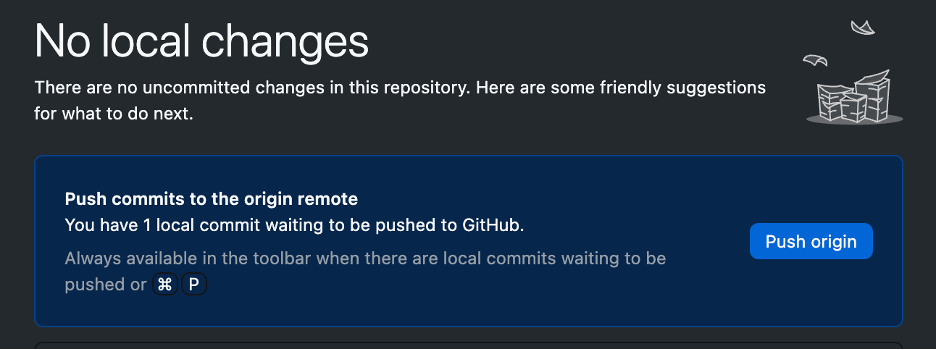 No local changes
There are no uncommitted changes in this repository. Here are some friendly suggestions
for what to do next.
Push commits to the origin remote
You have 1 local commit waiting to be pushed to GitHub.
Always available in the toolbar when there are local commits waiting to be
pushed or ⌘ P
Push origin